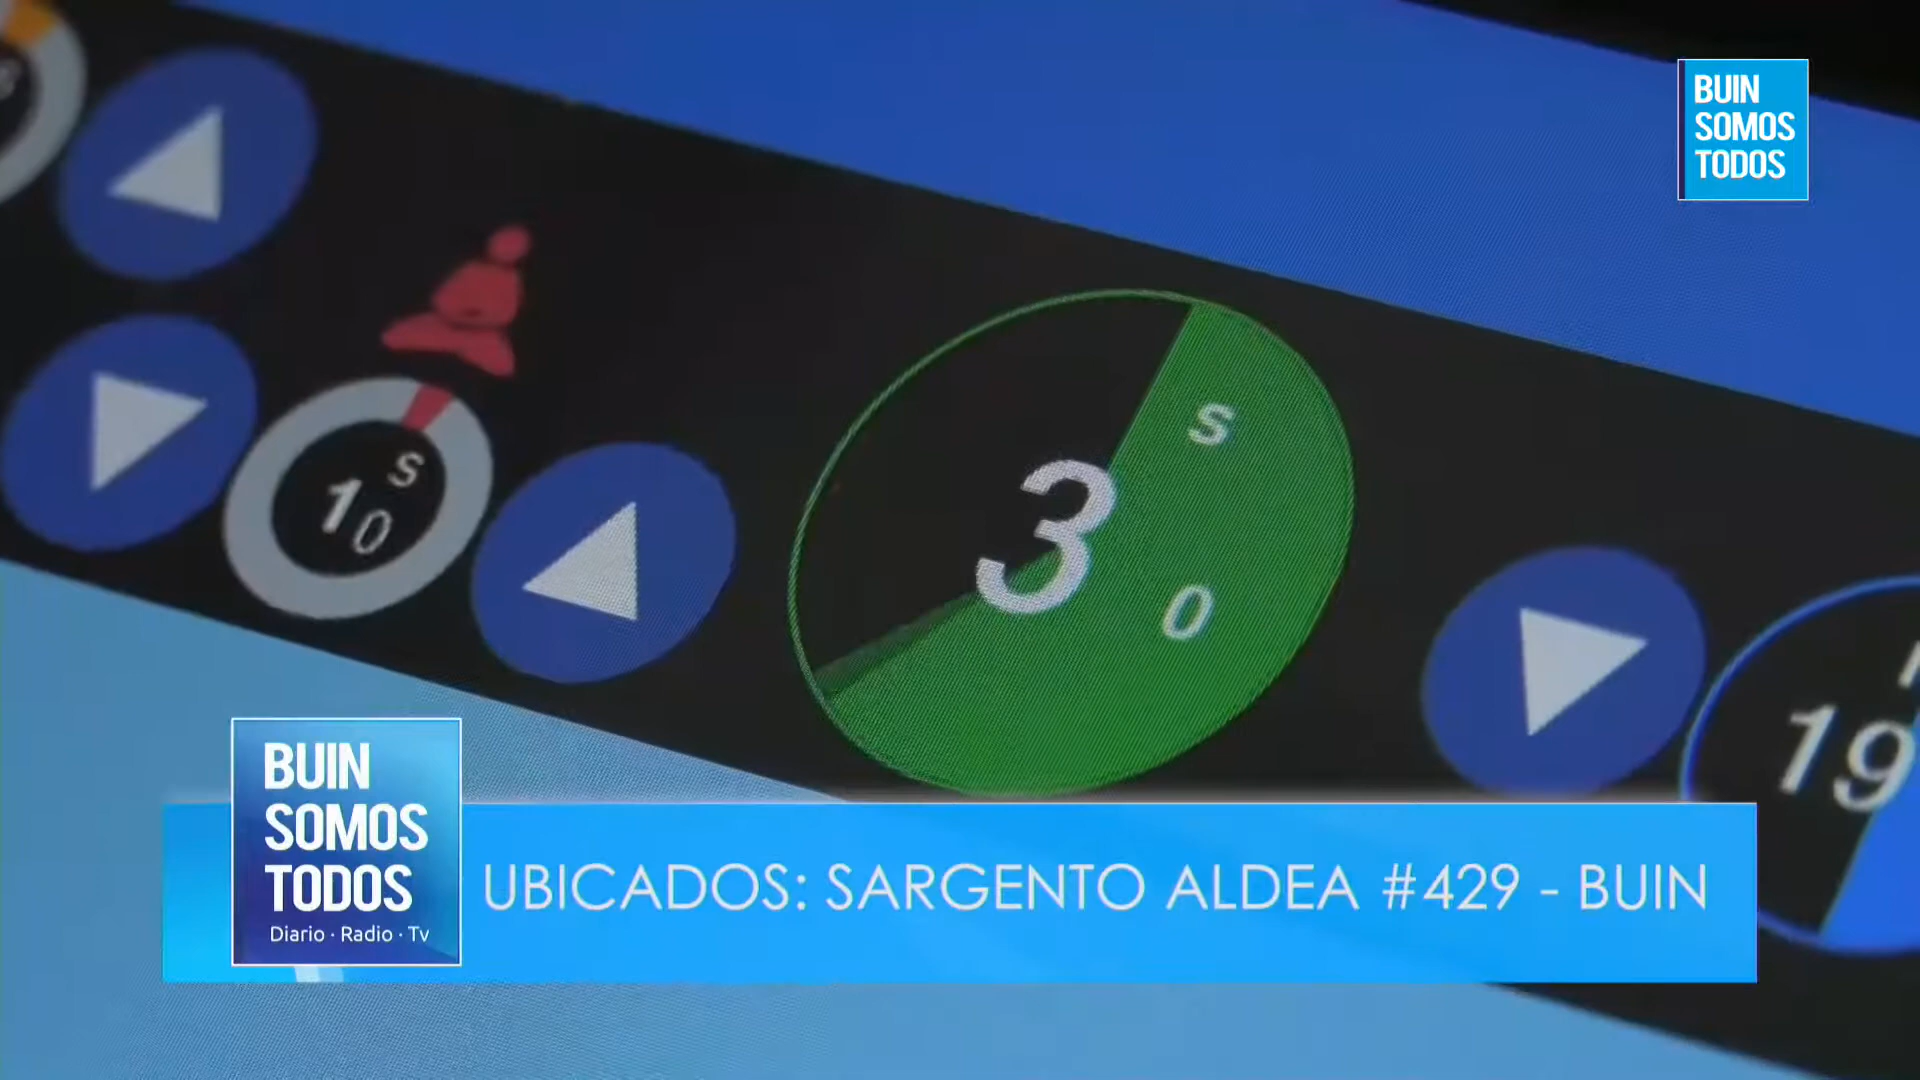 BUIN
SOMOS
TODOS
S
10
S
3
0
19
BUIN
SOMOS
TODOS
Diario · Radio · Tv
UBICADOS: SARGENTO ALDEA #429 - BUIN